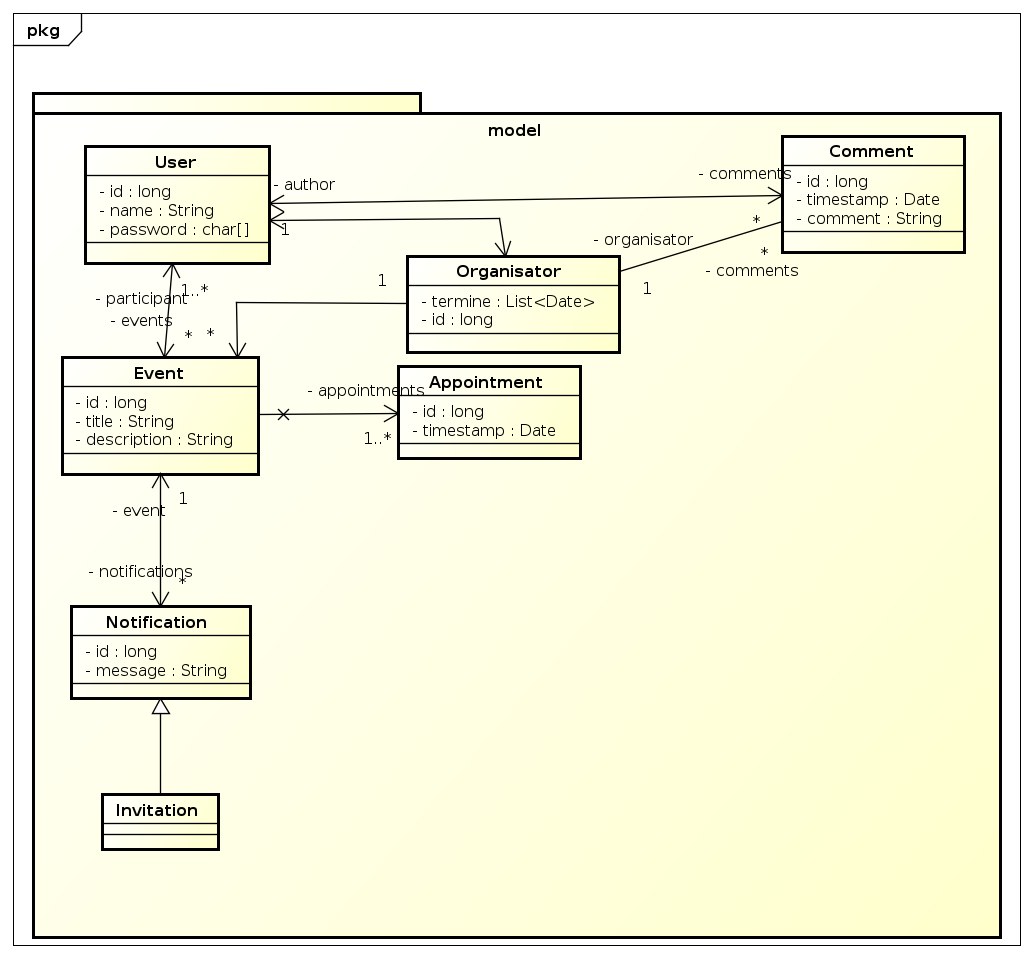 pkg
model
User
- id : long
- name : String
- password : char[]
- author
1
- comments
*
Comment
- id : long
- timestamp : Date
- comment : String
- organisator
1
*
- comments
Organisator
- termine : List<Date>
- id : long
1
*
1..*
- participant
- events
*
Event
- id : long
- title : String
- description : String
- appointments
1..*
Appointment
- id : long
- timestamp : Date
1
- event
- notifications
*
Notification
- id : long
- message : String
Invitation